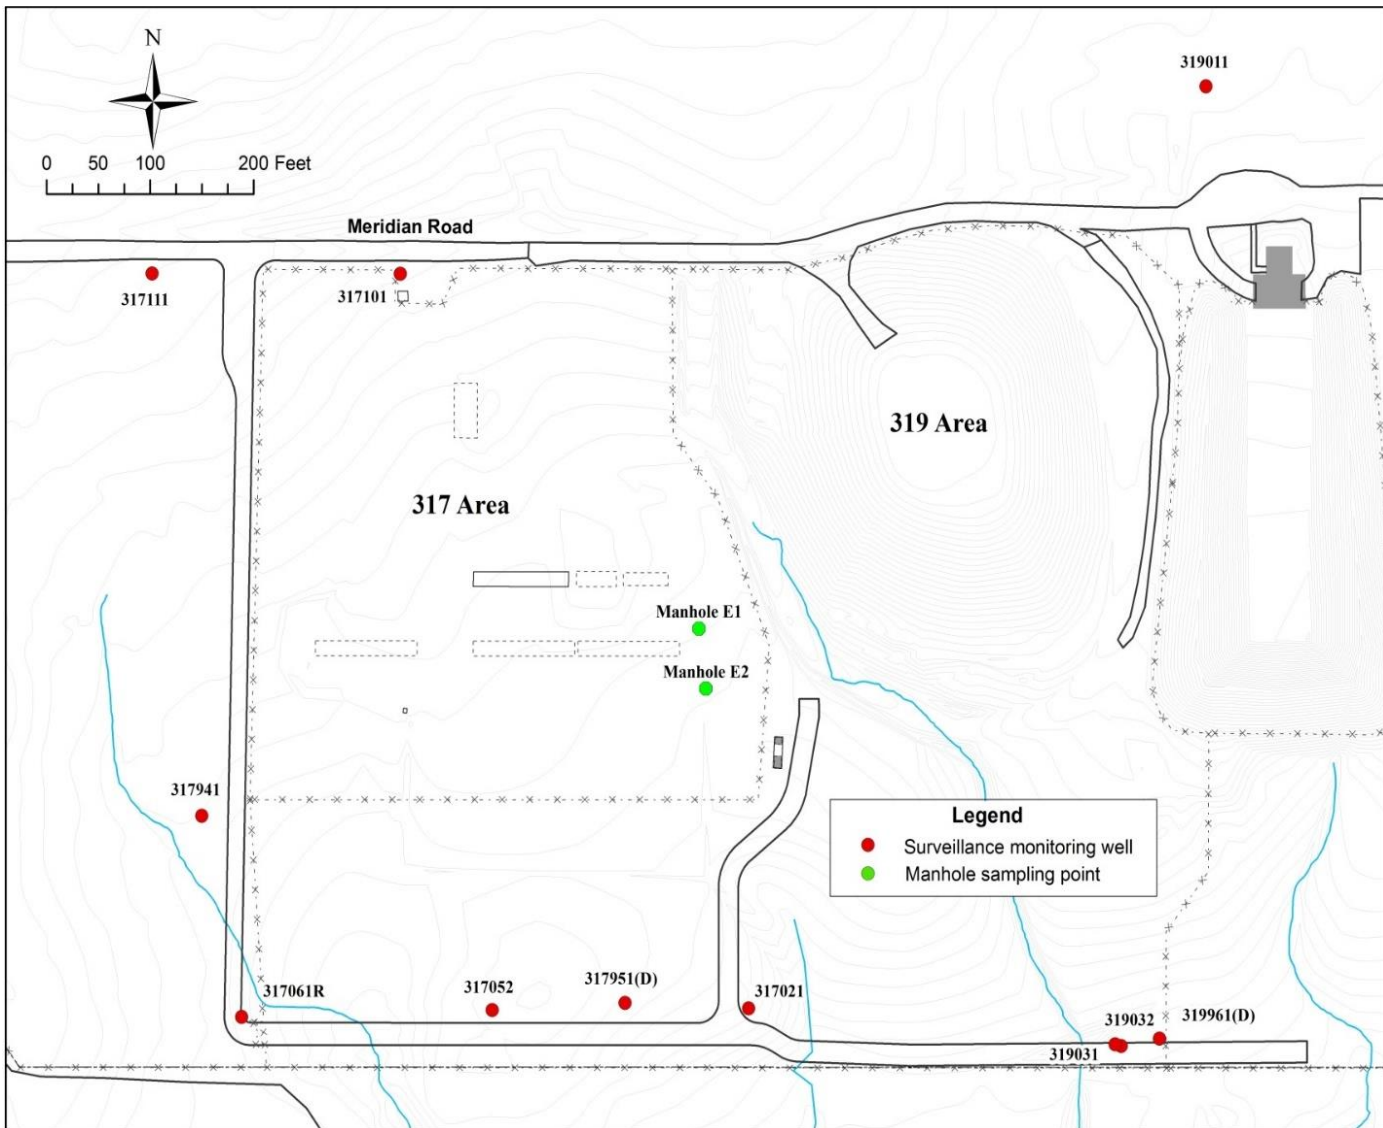 N
319011
0 50 100 200 Feet
Meridian Road
317111
317101
319 Area
317 Area
Manhole E1
Manhole E2
317941
Legend
Surveillance monitoring well
Manhole sampling point
317061R
317052
317951(D)
317021
319032
319961(D)
319031